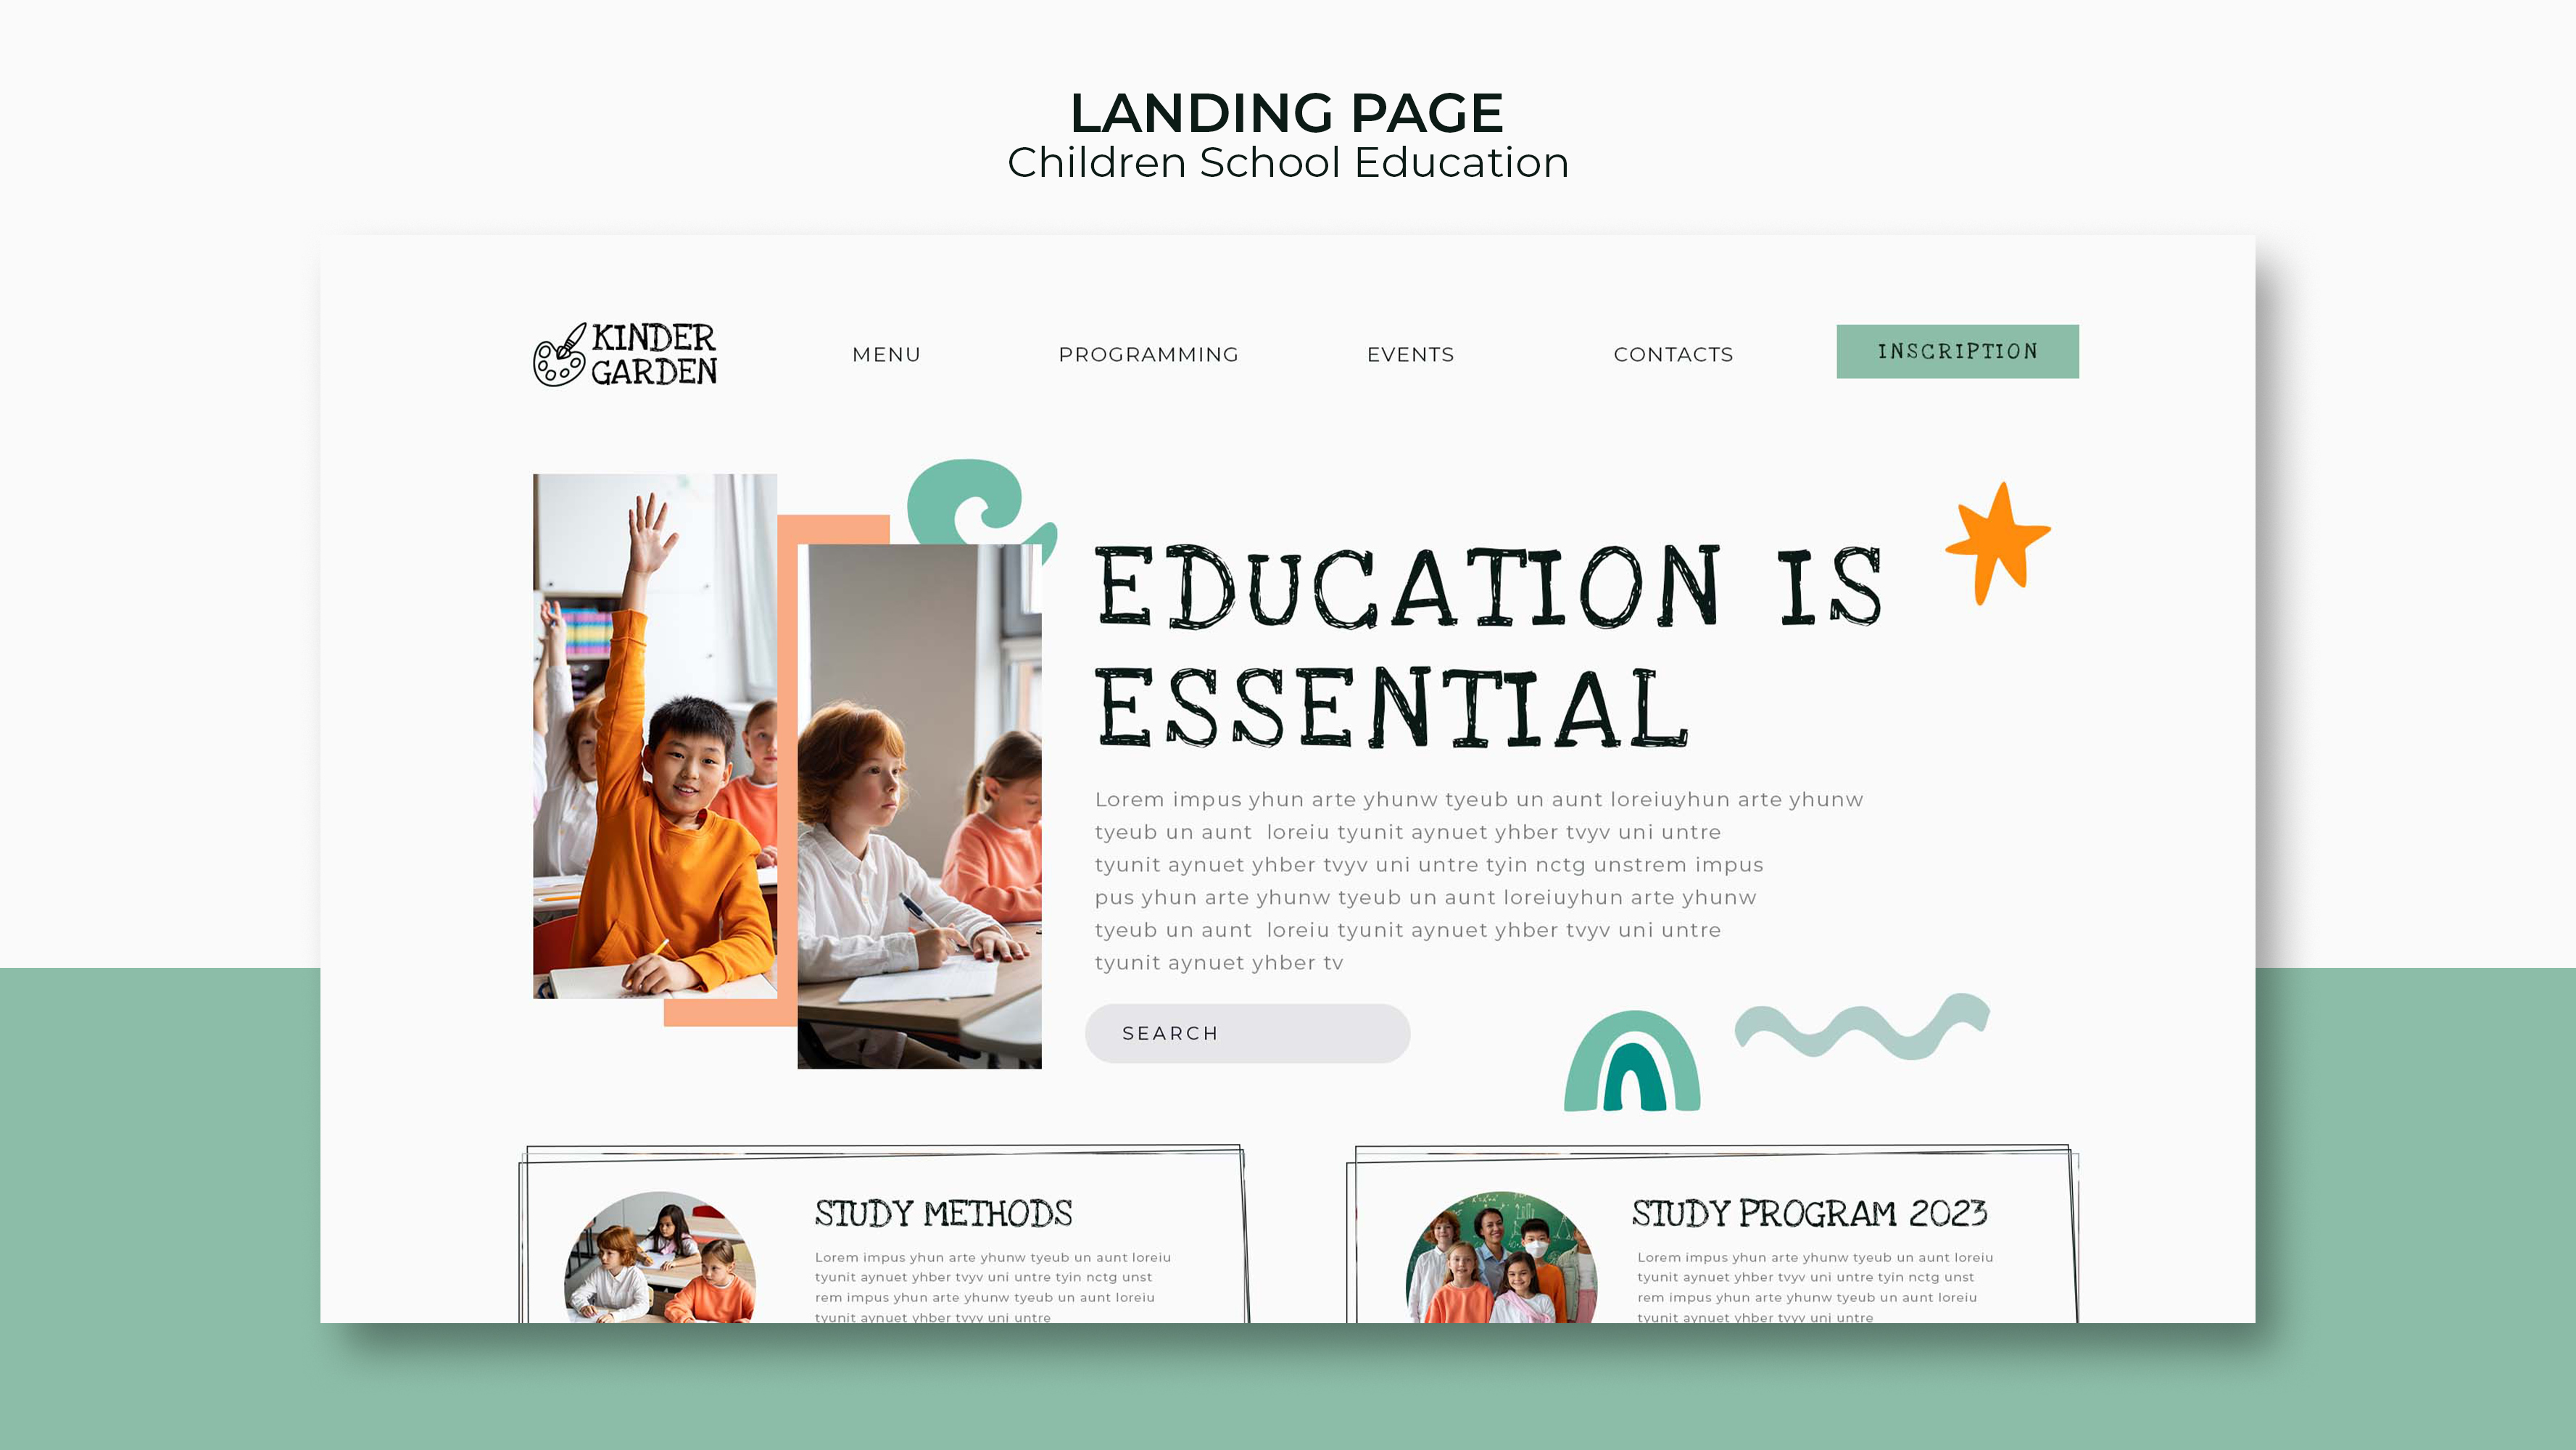 LANDING PAGE
Children School Education
KINDER
GARDEN
MENU
PROGRAMMING
EVENTS
CONTACTS
INSCRIPTION
EDUCATION IS
ESSENTIAL
Lorem impus yhun arte yhunw tyeub un aunt loreiuyhun arte yhunw
tyeub un aunt  loreiu tyunit aynuet yhber tvyv uni untre
tyunit aynuet yhber tvyv uni untre tyin nctg unstrem impus
pus yhun arte yhunw tyeub un aunt loreiuyhun arte yhunw
tyeub un aunt  loreiu tyunit aynuet yhber tvyv uni untre
tyunit aynuet yhber tv
SEARCH
STUDY METHODS
Lorem impus yhun arte yhunw tyeub un aunt loreiu
tyunit aynuet yhber tvyv uni untre tyin nctg unst
rem impus yhun arte yhunw tyeub un aunt loreiu
tyunit aynuet yhber tvyv uni untre
STUDY PROGRAM 2023
Lorem impus yhun arte yhunw tyeub un aunt loreiu
tyunit aynuet yhber tvyv uni untre tyin nctg unst
rem impus yhun arte yhunw tyeub un aunt loreiu
tyunit aynuet yhber tvyv uni untre